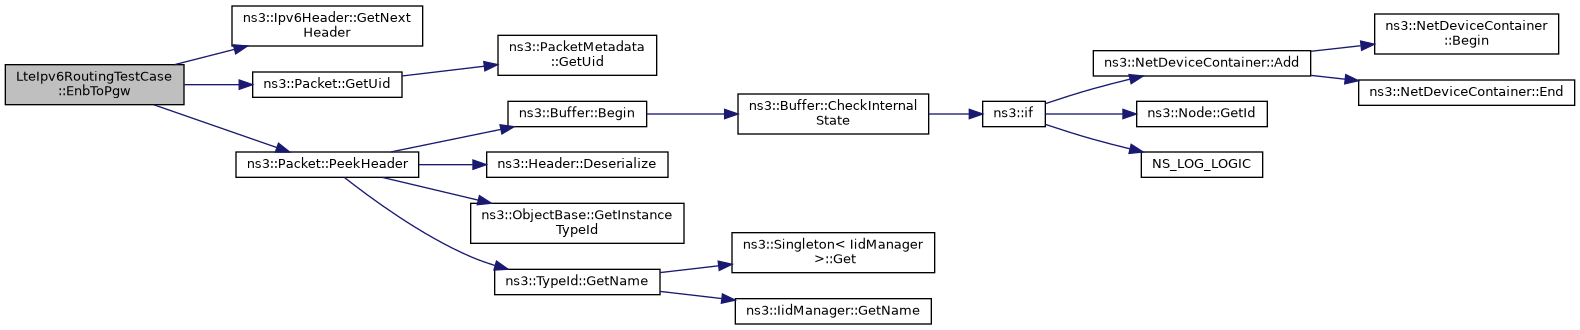 LteIpv6RoutingTestCase
::EnbToPgw
ns3::Ipv6Header::GetNext
Header
ns3::Packet::GetUid
ns3::PacketMetadata
::GetUid
ns3::Packet::PeekHeader
ns3::Buffer::Begin
ns3::Buffer::CheckInternal
State
ns3::if
ns3::NetDeviceContainer::Add
ns3::NetDeviceContainer
::Begin
ns3::NetDeviceContainer::End
ns3::Node::GetId
NS_LOG_LOGIC
ns3::Header::Deserialize
ns3::ObjectBase::GetInstance
TypeId
ns3::TypeId::GetName
ns3::Singleton< IidManager
>::Get
ns3::IidManager::GetName